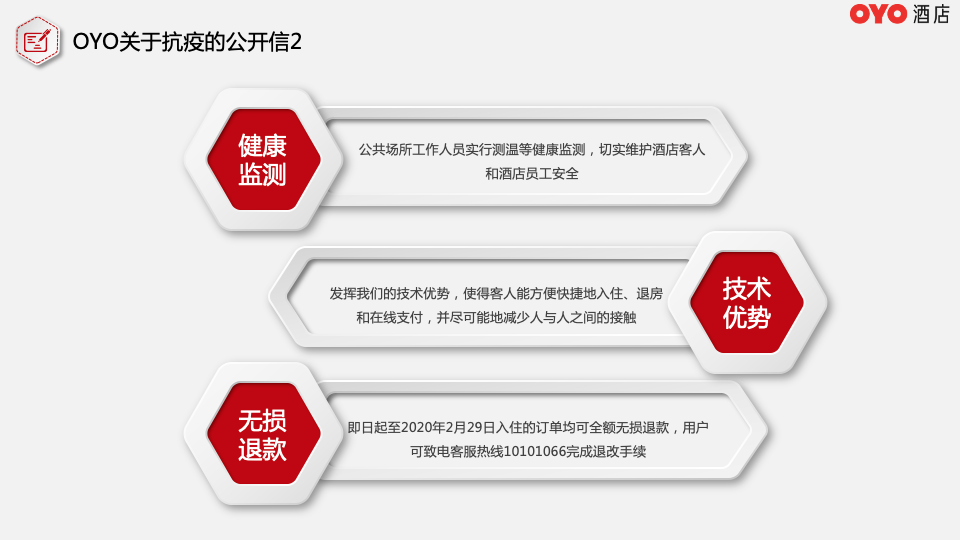 OYO 酒店
OYO关于抗疫的公开信2
健康
监测
公共场所工作人员实行测温等健康监测，切实维护酒店客人
和酒店员工安全
发挥我们的技术优势，使得客人能方便快捷地入住、退房
和在线支付，并尽可能地减少人与人之间的接触
技术
优势
无损
退款
即日起至2020年2月29日入住的订单均可全额无损退款，用户
可致电客服热线10101066完成退改手续